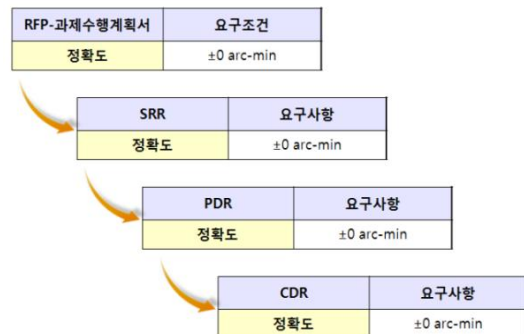 RFP-과제수행계획서 요구조건
정확도 ±0 arc-min
SRR 요구사항
정확도 ±0 arc-min
PDR 요구사항
정확도 ±0 arc-min
CDR 요구사항
정확도 ±0 arc-min